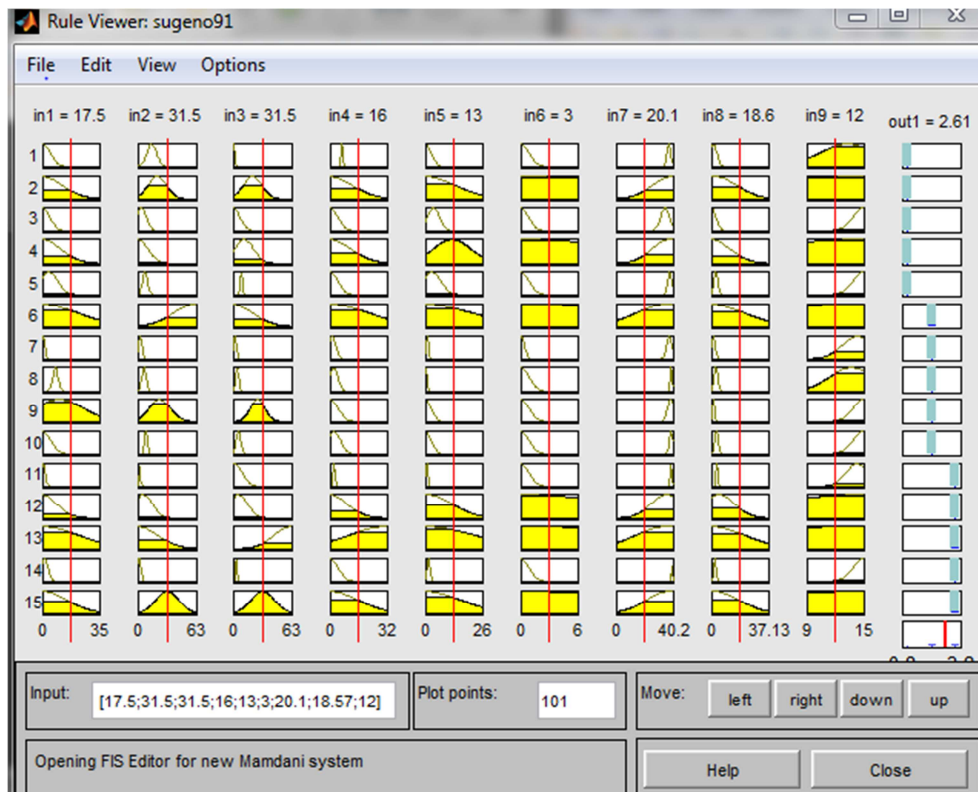 Rule Viewer: sugeno91
File Edit View Options
in1 = 17.5 in2 = 31.5 in3 = 31.5 in4 = 16 in5 = 13 in6 = 3 in7 = 20.1 in8 = 18.6 in9 = 12 out1 = 2.61
1
2
3
4
5
6
7
8
9
10
11
12
13
14
15
0 35 0 63 0 63 0 32 0 26 0 6 0 40.2 0 37.13 9 15
Input: [17.5;31.5;31.5;16;13;3;20.1;18.57;12] Plot points: 101 Move: left right down up
Opening FIS Editor for new Mamdani system Help Close